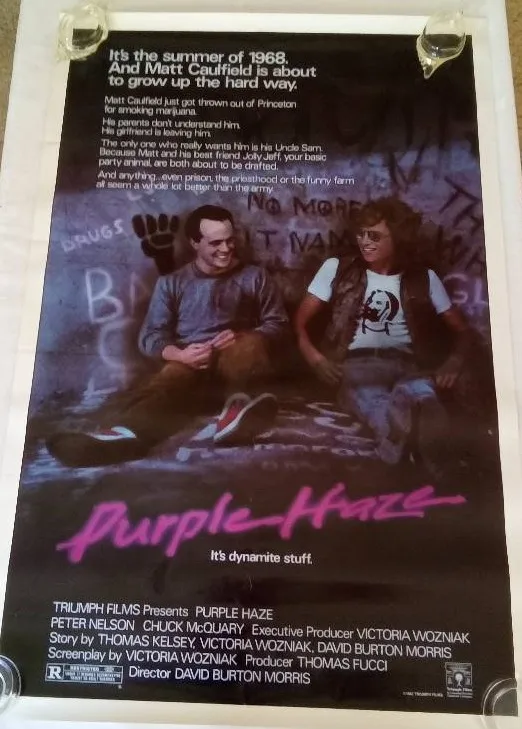 It's the summer of 1968.
And Matt Caulfield is about
to grow up the hard way.
Matt Caulfield just got thrown out of Princeton
for smoking marijuana.
His parents don't understand him.
His girlfriend is leaving him.
The only one who really wants him is his Uncle Sam.
Because Matt and his best friend Jolly Jeff, your basic
party animal, are both about to be drafted.
And anything...even prison, the priesthood or the funny farm
all seem a whole lot better than the army.
NO MORE
DRUGS
Purple Haze
It's dynamite stuff.
TRIUMPH FILMS Presents PURPLE HAZE
PETER NELSON CHUCK McQUARY Executive Producer VICTORIA WOZNIAK
Story by THOMAS KELSEY, VICTORIA WOZNIAK, DAVID BURTON MORRIS
Screenplay by VICTORIA WOZNIAK Producer THOMAS FUCCI
Director DAVID BURTON MORRIS
R RESTRICTED
Triumph Films
TRIUMPH FILMS